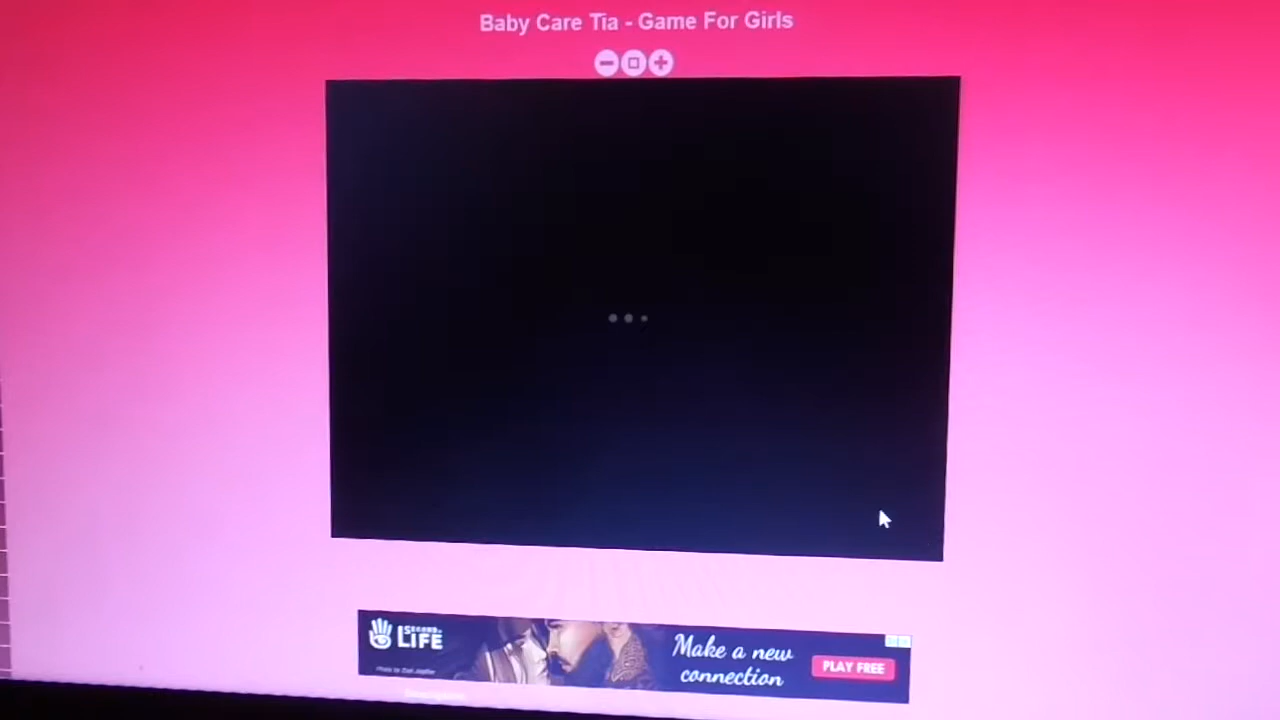 Baby Care Tia - Game For Girls
SECOND
LIFE
Make a new
connection
PLAY FREE